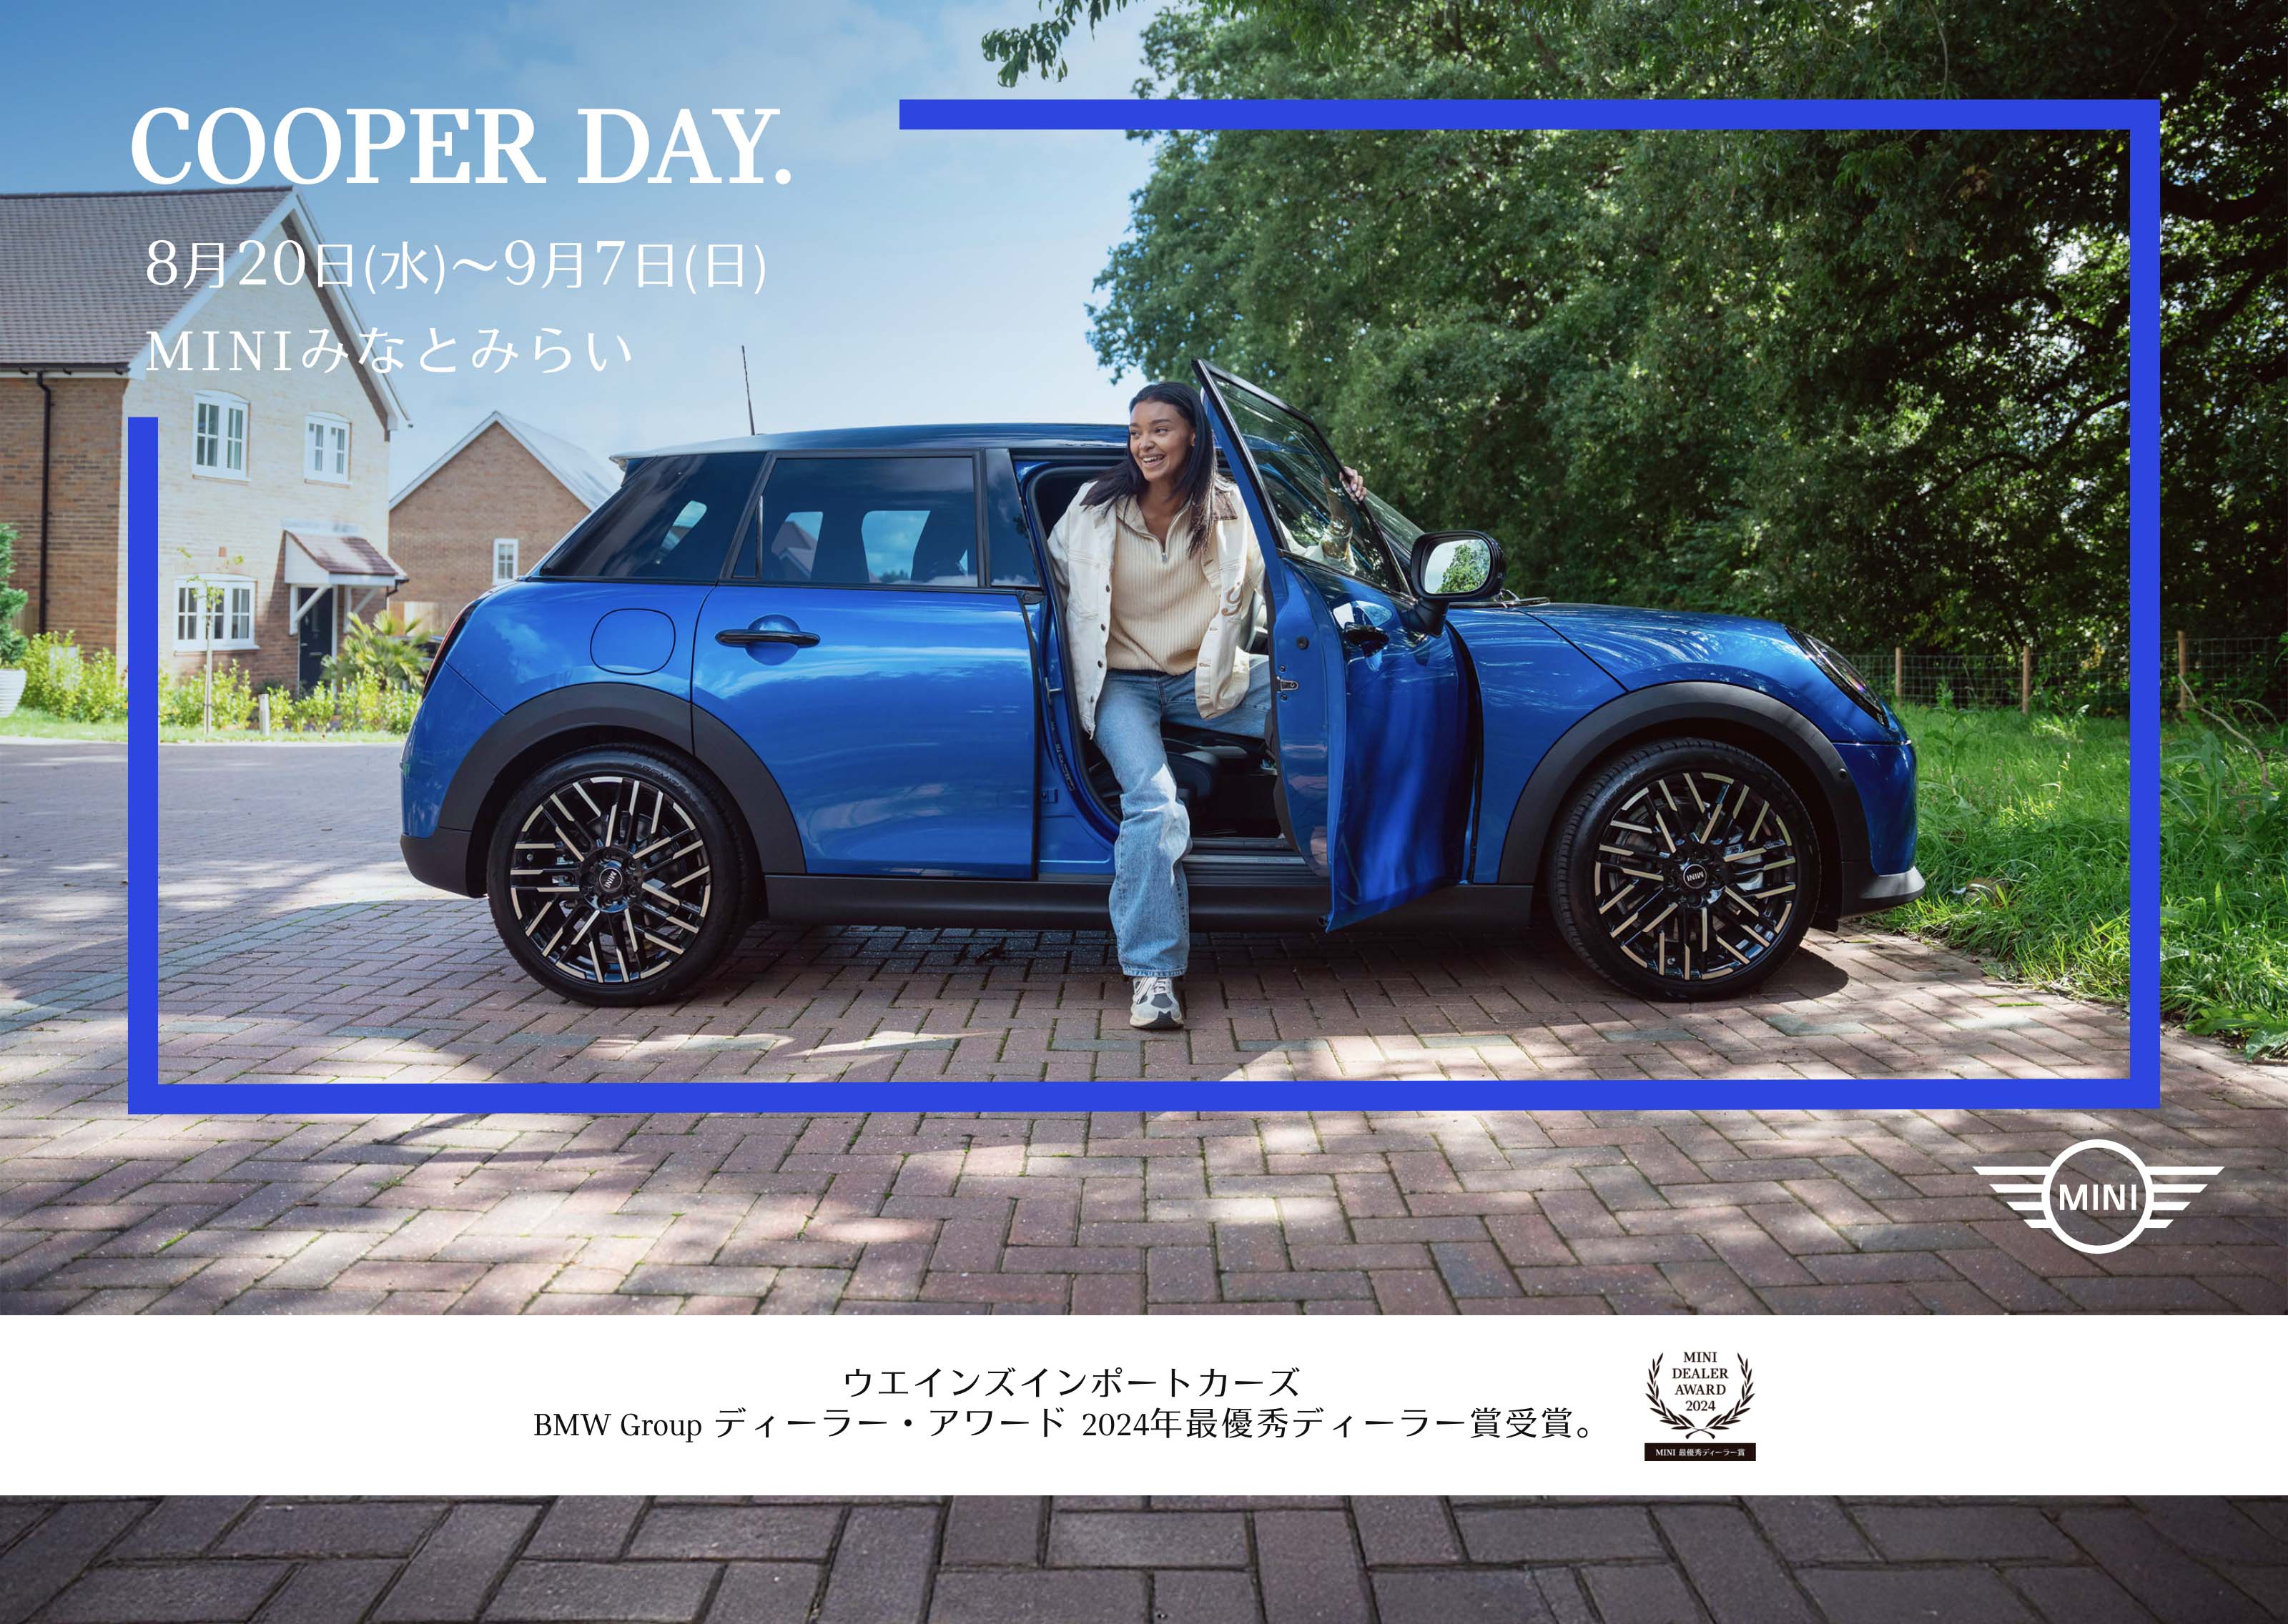 COOPER DAY.
8月20日(水)～9月7日(日)
MINIみなとみらい
MINI
MINI
MINI
ウエインズインポートカーズ
BMW Group ディーラー・アワード 2024年最優秀ディーラー賞受賞。
MINI
DEALER
AWARD
2024
MINI 最優秀ディーラー賞